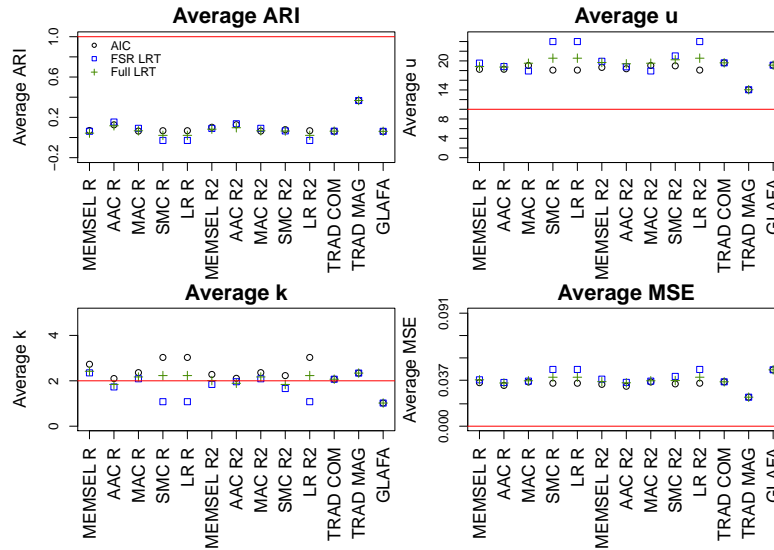 Average ARI
Average ARI
1.0
0.6
0.2
−0.2
AIC
FSR LRT
Full LRT
MEMSEL R
AAC R
MAC R
SMC R
LR R
MEMSEL R2
AAC R2
MAC R2
SMC R2
LR R2
TRAD COM
TRAD MAG
GLAFA
Average u
Average u
20
14
8
4
0
MEMSEL R
AAC R
MAC R
SMC R
LR R
MEMSEL R2
AAC R2
MAC R2
SMC R2
LR R2
TRAD COM
TRAD MAG
GLAFA
Average k
Average k
4
2
0
MEMSEL R
AAC R
MAC R
SMC R
LR R
MEMSEL R2
AAC R2
MAC R2
SMC R2
LR R2
TRAD COM
TRAD MAG
GLAFA
Average MSE
Average MSE
0.091
0.037
0.000
MEMSEL R
AAC R
MAC R
SMC R
LR R
MEMSEL R2
AAC R2
MAC R2
SMC R2
LR R2
TRAD COM
TRAD MAG
GLAFA